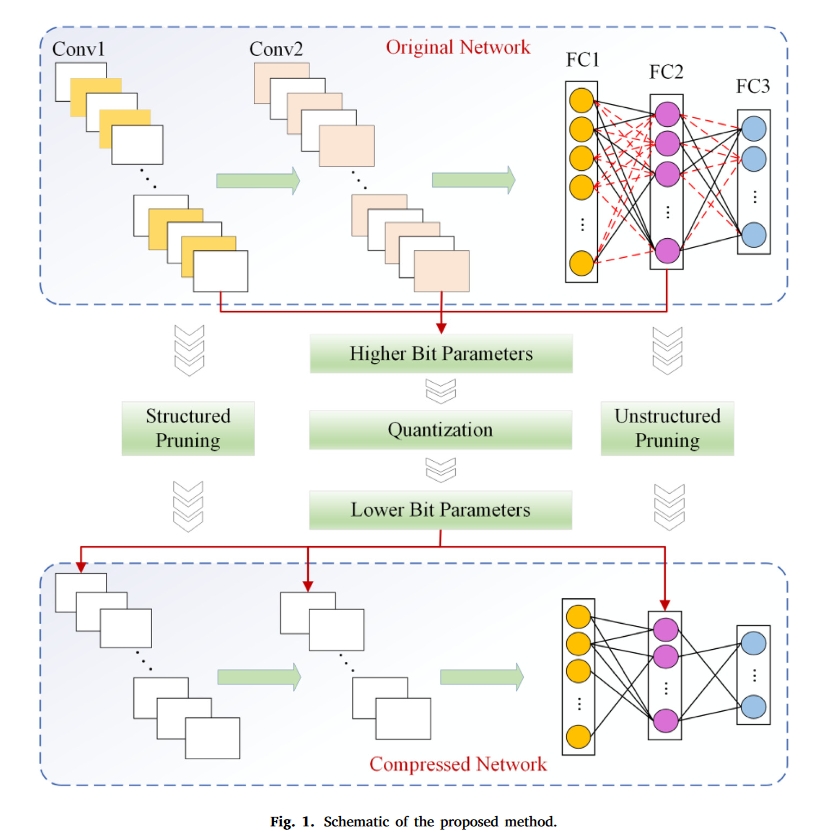 Conv1
Conv2
Original Network
FC1
FC2
FC3
Higher Bit Parameters
Structured
Pruning
Quantization
Unstructured
Pruning
Lower Bit Parameters
Compressed Network
Fig. 1. Schematic of the proposed method.